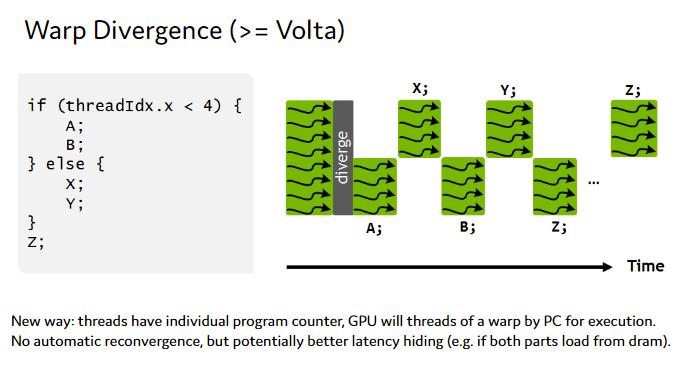 Warp Divergence (>= Volta)
if (threadIdx.x < 4) {
A;
B;
} else {
X;
Y;
}
Z;
X;
Y;
Z;
diverge
...
A;
B;
Z;
Time
New way: threads have individual program counter, GPU will threads of a warp by PC for execution.
No automatic reconvergence, but potentially better latency hiding (e.g. if both parts load from dram).